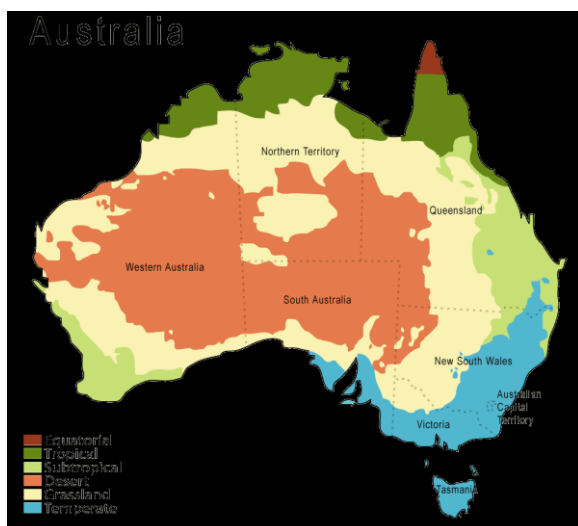 Australia
Northern Territory
Queensland
Western Australia
South Australia
New South Wales
Australian
Capital
Territory
Victoria
Tasmania
Equatorial
Tropical
Subtropical
Desert
Grassland
Temperate